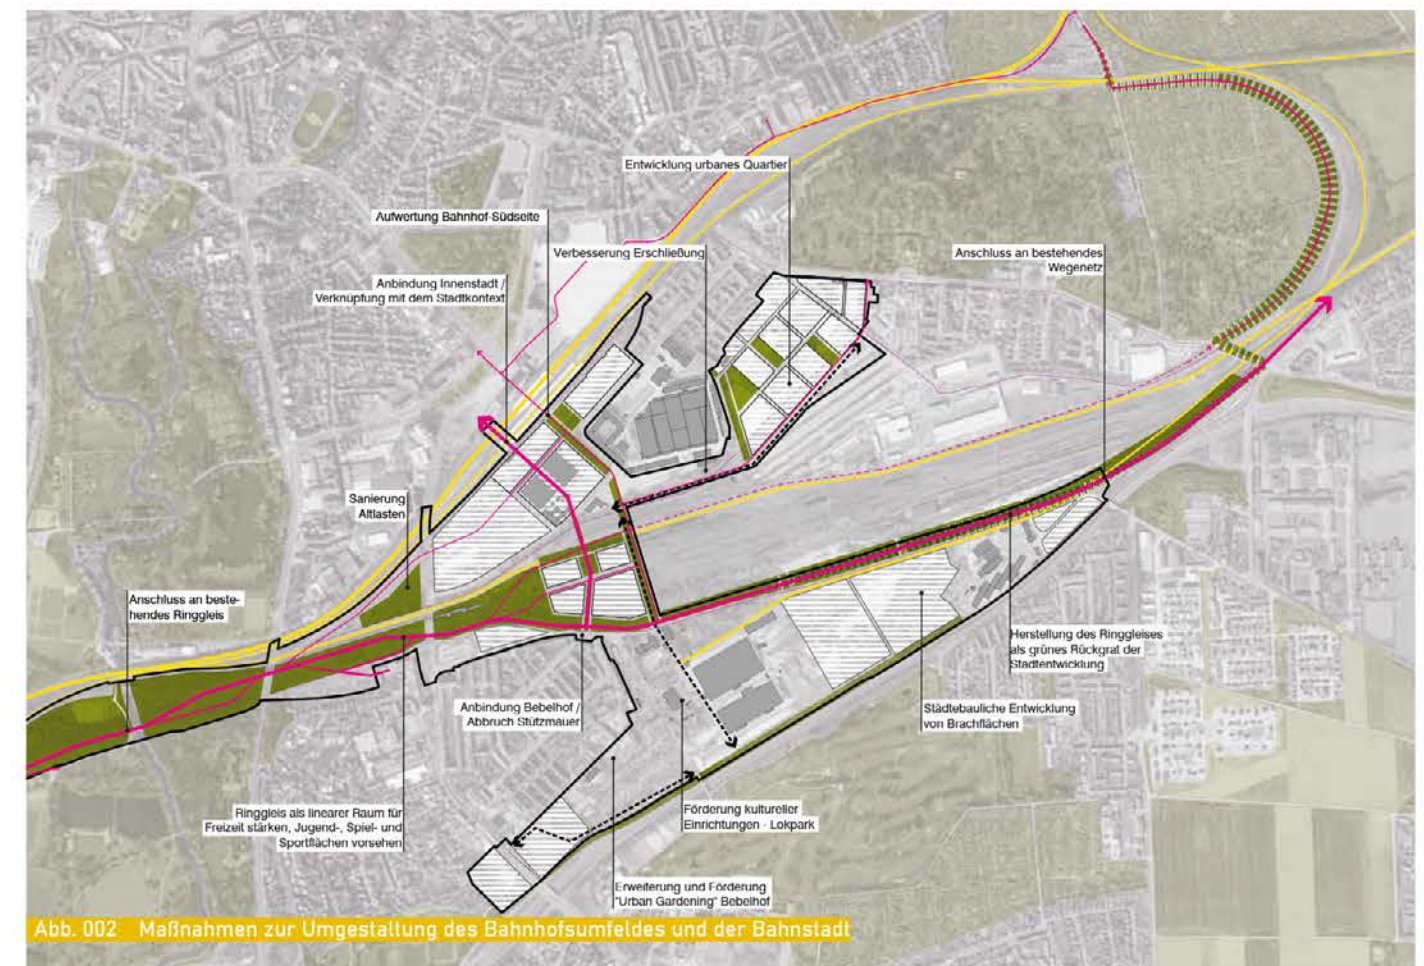 Entwicklung urbanes Quartier
Aufwertung Bahnhof-Südseite
Verbesserung Erschließung
Anschluss an bestehendes
Wegenetz
Anbindung Innenstadt /
Verknüpfung mit dem Stadtkontext
Sanierung
Altlasten
Anschluss an beste-
hendes Ringgleis
Herstellung des Ringgleises
als grünes Rückgrat der
Stadtentwicklung
Anbindung Bebelhof /
Abbruch Stützmauer
Städtebauliche Entwicklung
von Brachflächen
Ringgleis als linearer Raum für
Freizeit stärken, Jugend-, Spiel- und
Sportflächen vorsehen
Förderung kultureller
Einrichtungen - Lokpark
Erweiterung und Förderung
"Urban Gardening" Bebelhof
Abb. 002 Maßnahmen zur Umgestaltung des Bahnhofsumfeldes und der Bahnstadt